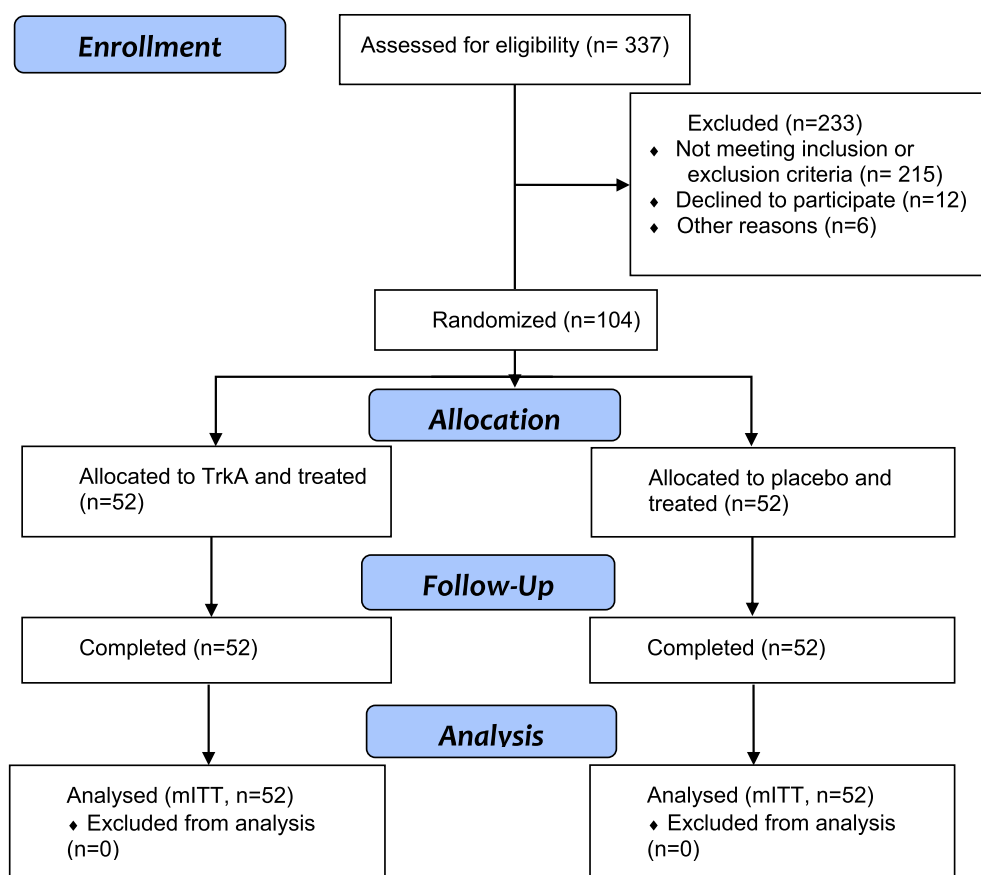 Enrollment
Assessed for eligibility (n= 337)
Excluded (n=233)
♦ Not meeting inclusion or
exclusion criteria (n= 215)
♦ Declined to participate (n=12)
♦ Other reasons (n=6)
Randomized (n=104)
Allocation
Allocated to TrkA and treated
(n=52)
Allocated to placebo and
treated (n=52)
Follow-Up
Completed (n=52)
Completed (n=52)
Analysis
Analysed (mITT, n=52)
♦ Excluded from analysis
(n=0)
Analysed (mITT, n=52)
♦ Excluded from analysis
(n=0)